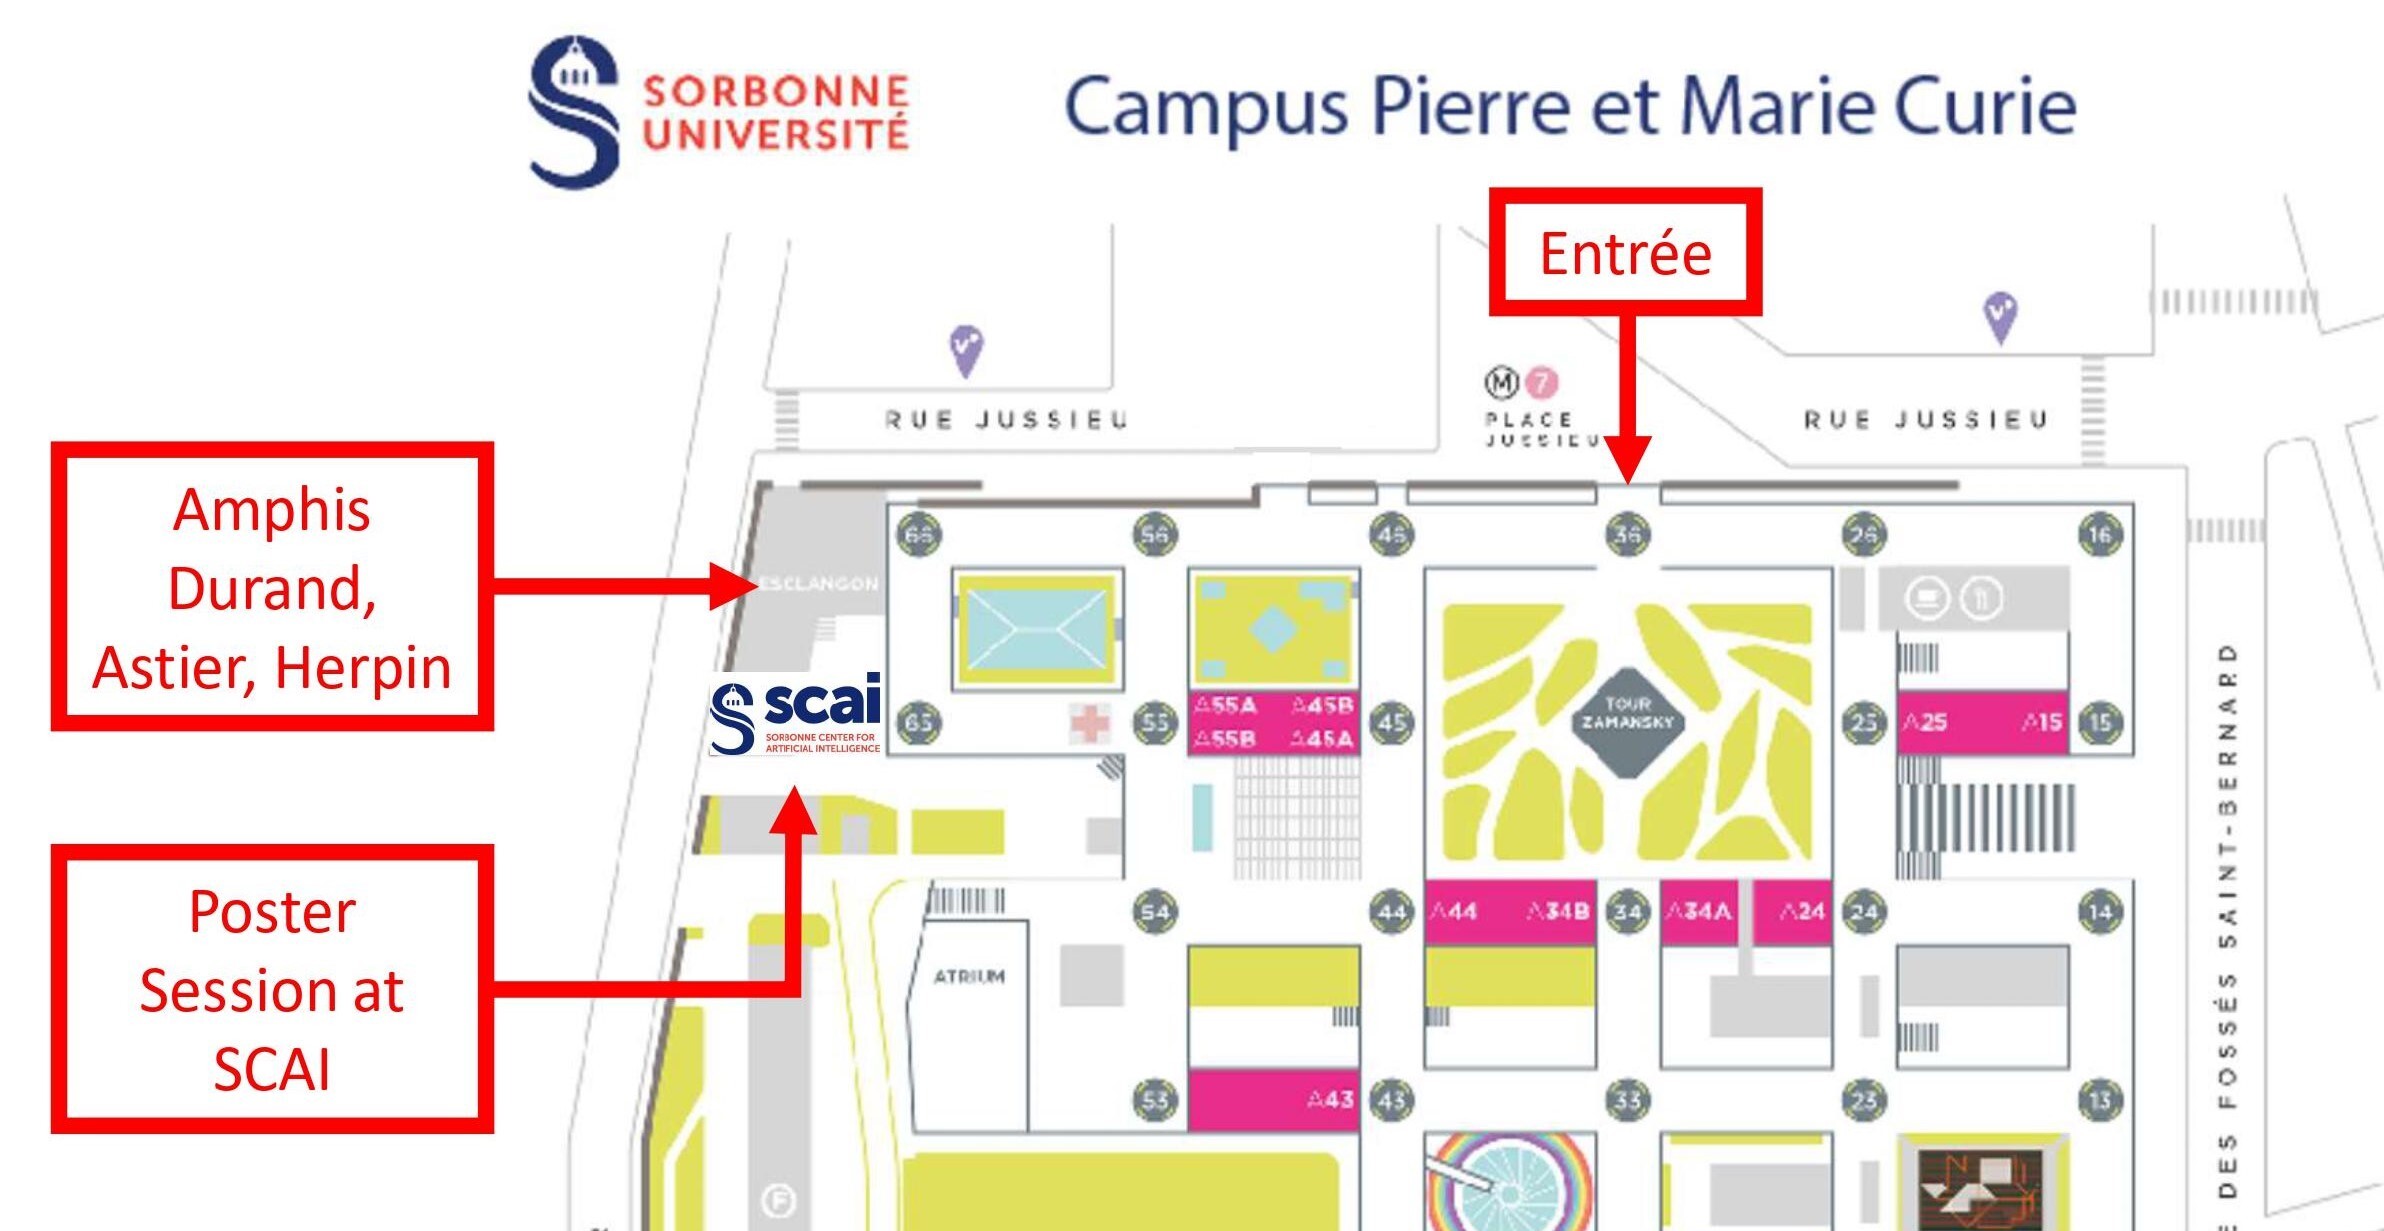 SORBONNE
UNIVERSITÉ
Campus Pierre et Marie Curie
Entrée
M 7
PLACE
JUSSIEU
RUE JUSSIEU
RUE JUSSIEU
Amphis
Durand,
Astier, Herpin
ESCLANGON
66 56 46 36 26 16
scai
SORBONNE CENTER FOR
ARTIFICIAL INTELLIGENCE
65 55 45 25 15
A55A A45B
A55B A45A
TOUR
ZAMANSKY
A25 A15
Poster
Session at
SCAI
54 44 34 24 14
A44 A34B A34A A24
ATRIUM
53 43 33 23 13
A43
F
DES FOSSÉS SAINT-BERNARD